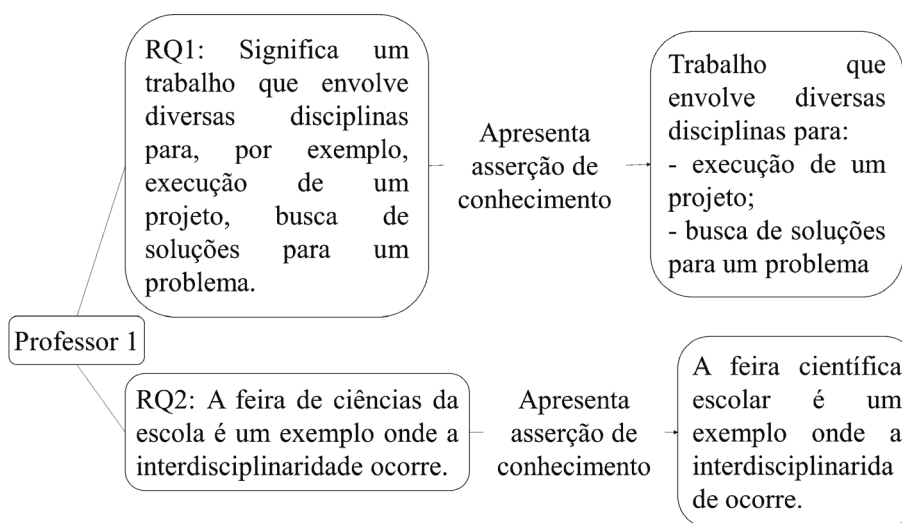 RQ1: Significa um
trabalho que envolve
diversas disciplinas
para, por exemplo,
execução de um
projeto, busca de
soluções para um
problema.
Apresenta
asserção de
conhecimento
Trabalho que
envolve diversas
disciplinas para:
- execução de um
projeto;
- busca de soluções
para um problema
Professor 1
RQ2: A feira de ciências da
escola é um exemplo onde a
interdisciplinaridade ocorre.
Apresenta
asserção de
conhecimento
A feira científica
escolar é um
exemplo onde a
interdisciplinarida
de ocorre.